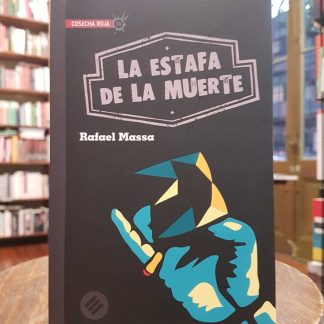 COSECHA ROJA
LA ESTAFA
DE LA MUERTE
Rafael Massa